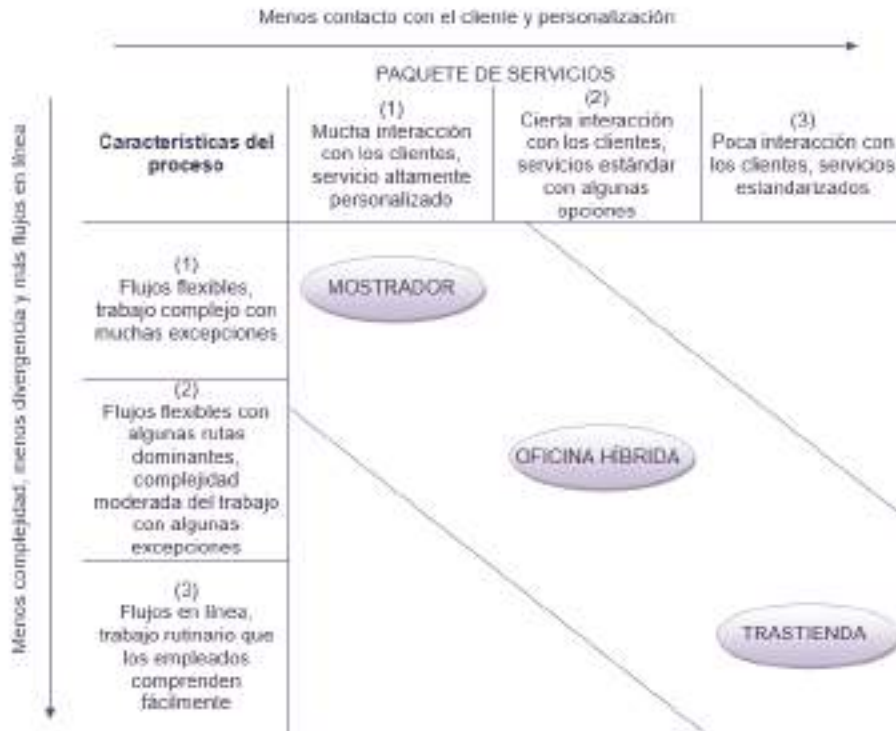 Menos contacto con el cliente y personalización
PAQUETE DE SERVICIOS
Menos complejidad, menos divergencia y más flujos en línea
Características del
proceso
(1)
Mucha interacción
con los clientes,
servicio altamente
personalizado
(2)
Cierta interacción
con los clientes,
servicios estándar
con algunas
opciones
(3)
Poca interacción con
los clientes, servicios
estandarizados
(1)
Flujos flexibles,
trabajo complejo con
muchas excepciones
MOSTRADOR
(2)
Flujos flexibles con
algunas rutas
dominantes,
complejidad
moderada del trabajo
con algunas
excepciones
OFICINA HÍBRIDA
(3)
Flujos en línea,
trabajo rutinario que
los empleados
comprenden
fácilmente
TRASTIENDA